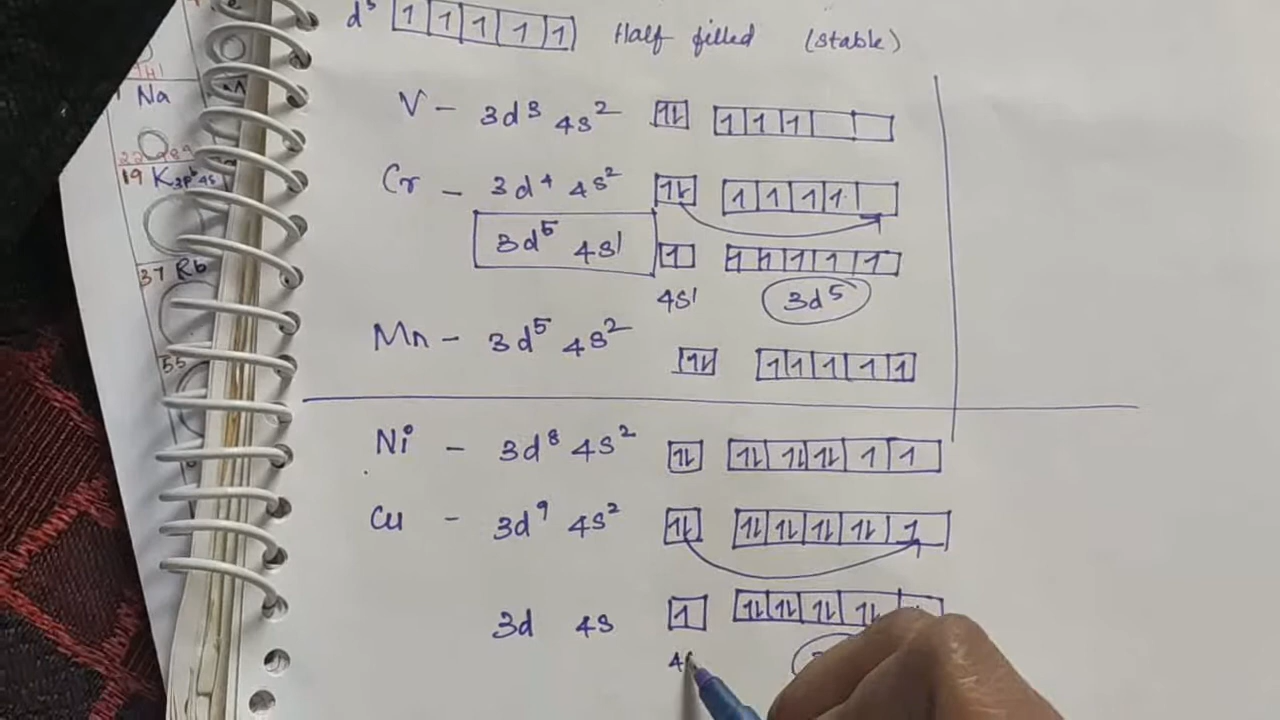 d⁵ 1 1 1 1 1 Half filled (stable)
V - 3d³ 4s² 1⇂ 1 1 1
Cr - 3d⁴ 4s² 1⇂ 1 1 1 1
3d⁵ 4s¹ 1 1 1 1 1 1
4s¹ 3d⁵
Mn - 3d⁵ 4s² 1⇂ 1 1 1 1 1
Ni - 3d⁸ 4s² 1⇂ 1⇂ 1⇂ 1⇂ 1 1
Cu - 3d⁹ 4s² 1⇂ 1⇂ 1⇂ 1⇂ 1⇂ 1
3d 4s 1 1⇂ 1⇂ 1⇂ 1⇂
Na
19 K 3p⁶4s¹
37 Rb
55